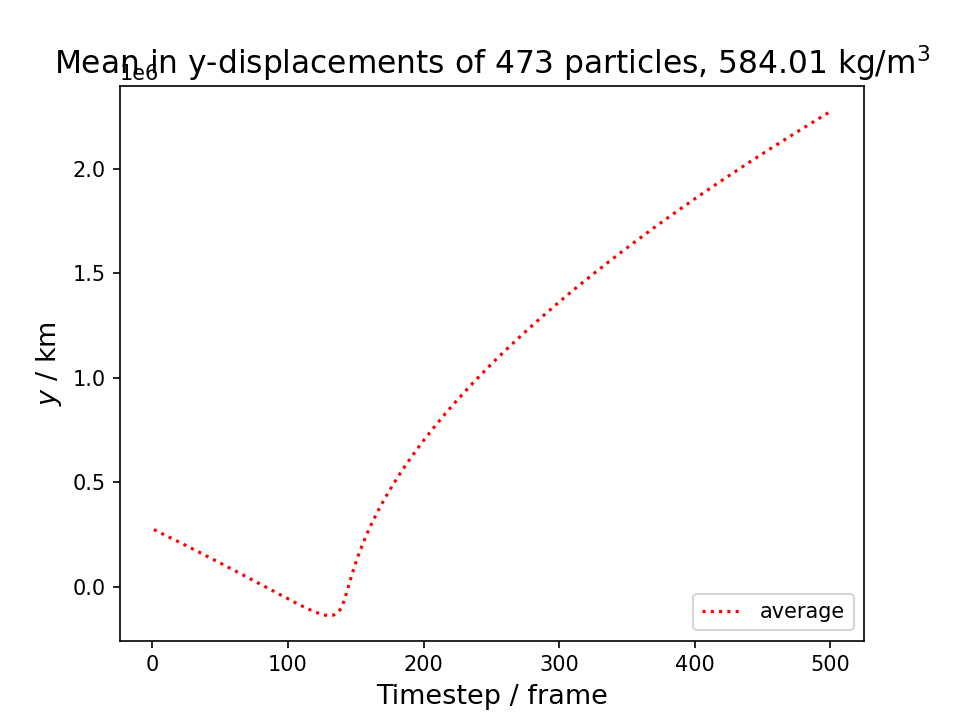 Mean in y-displacements of 473 particles, 584.01 kg/m³
1e6
2.0
1.5
1.0
0.5
0.0
y / km
0 100 200 300 400 500
Timestep / frame
average